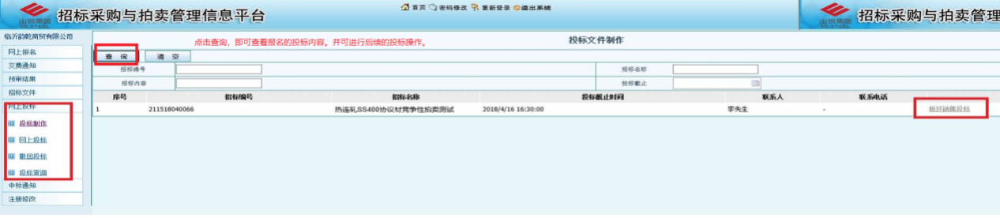 山钢集团 招标采购与拍卖管理信息平台 首页 密码修改 重新登录 退出系统 山钢集团 招标采购与拍卖管理
临沂韵乾商贸有限公司
网上报名
交费通知
预审结果
招标文件
网上投标
投标制作
网上投标
撤回投标
投标查询
中标通知
注册修改
点击查询，即可查看报名的投标内容。并可进行后续的投标操作。
投标文件制作
查 询 清 空
招标编号 招标名称
招标内容 投标截止
序号 招标编号 招标名称 投标截止时间 联系人 联系电话
1 211518040066 热连轧SS400协议材竞争性拍卖测试 2018/4/16 16:30:00 李先生 - 板坯销售投标